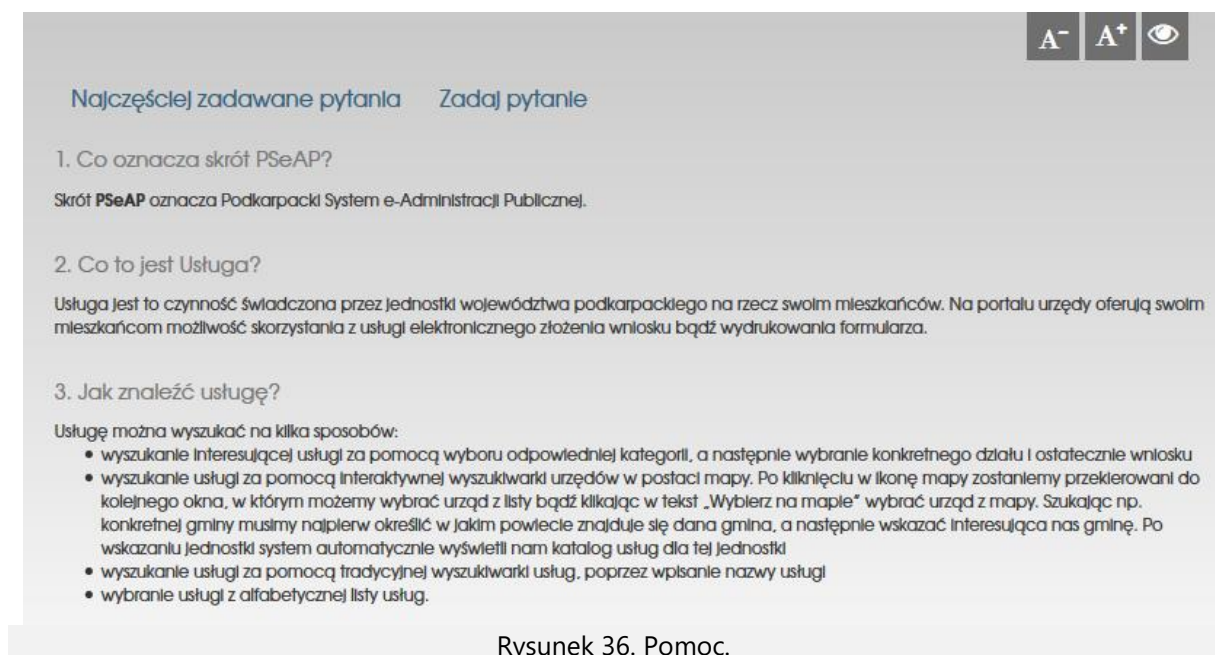 A- A+
Najczęściej zadawane pytania Zadaj pytanie
1. Co oznacza skrót PSeAP?
Skrót PSeAP oznacza Podkarpacki System e-Administracji Publicznej.
2. Co to jest Usługa?
Usługa jest to czynność świadczona przez jednostki województwa podkarpackiego na rzecz swoim mieszkańców. Na portalu urzędy oferują swoim
mieszkańcom możliwość skorzystania z usługi elektronicznego złożenia wniosku bądź wydrukowania formularza.
3. Jak znaleźć usługę?
Usługę można wyszukać na kilka sposobów:
• wyszukanie interesującej usługi za pomocą wyboru odpowiedniej kategorii, a następnie wybranie konkretnego działu i ostatecznie wniosku
• wyszukanie usługi za pomocą interaktywnej wyszukiwarki urzędów w postaci mapy. Po kliknięciu w ikonę mapy zostaniemy przekierowani do
kolejnego okna, w którym możemy wybrać urząd z listy bądź klikając w tekst „Wybierz na mapie" wybrać urząd z mapy. Szukając np.
konkretnej gminy musimy najpierw określić w jakim powiecie znajduje się dana gmina, a następnie wskazać interesująca nas gminę. Po
wskazaniu jednostki system automatycznie wyświetli nam katalog usług dla tej jednostki
• wyszukanie usługi za pomocą tradycyjnej wyszukiwarki usług, poprzez wpisanie nazwy usługi
• wybranie usługi z alfabetycznej listy usług.
Rysunek 36. Pomoc.